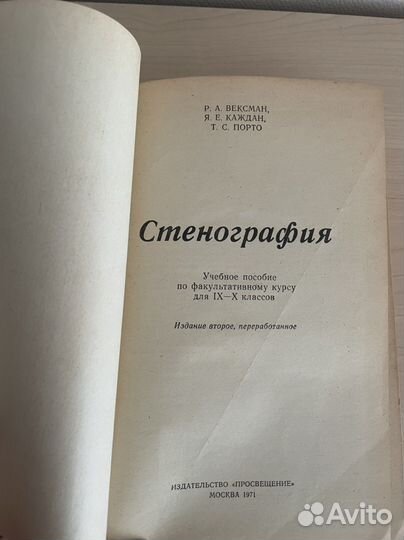 Р. А. ВЕКСМАН,
Я. Е. КАЖДАН,
Т. С. ПОРТО
Стенография
Учебное пособие
по факультативному курсу
для IX—X классов
Издание второе, переработанное
ИЗДАТЕЛЬСТВО «ПРОСВЕЩЕНИЕ»
МОСКВА 1971
Avito